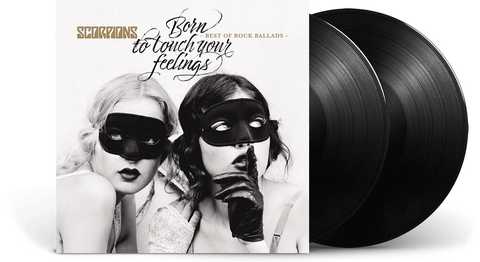 SCORPIONS
Born
- BEST OF ROCK BALLADS -
to touch your
feelings